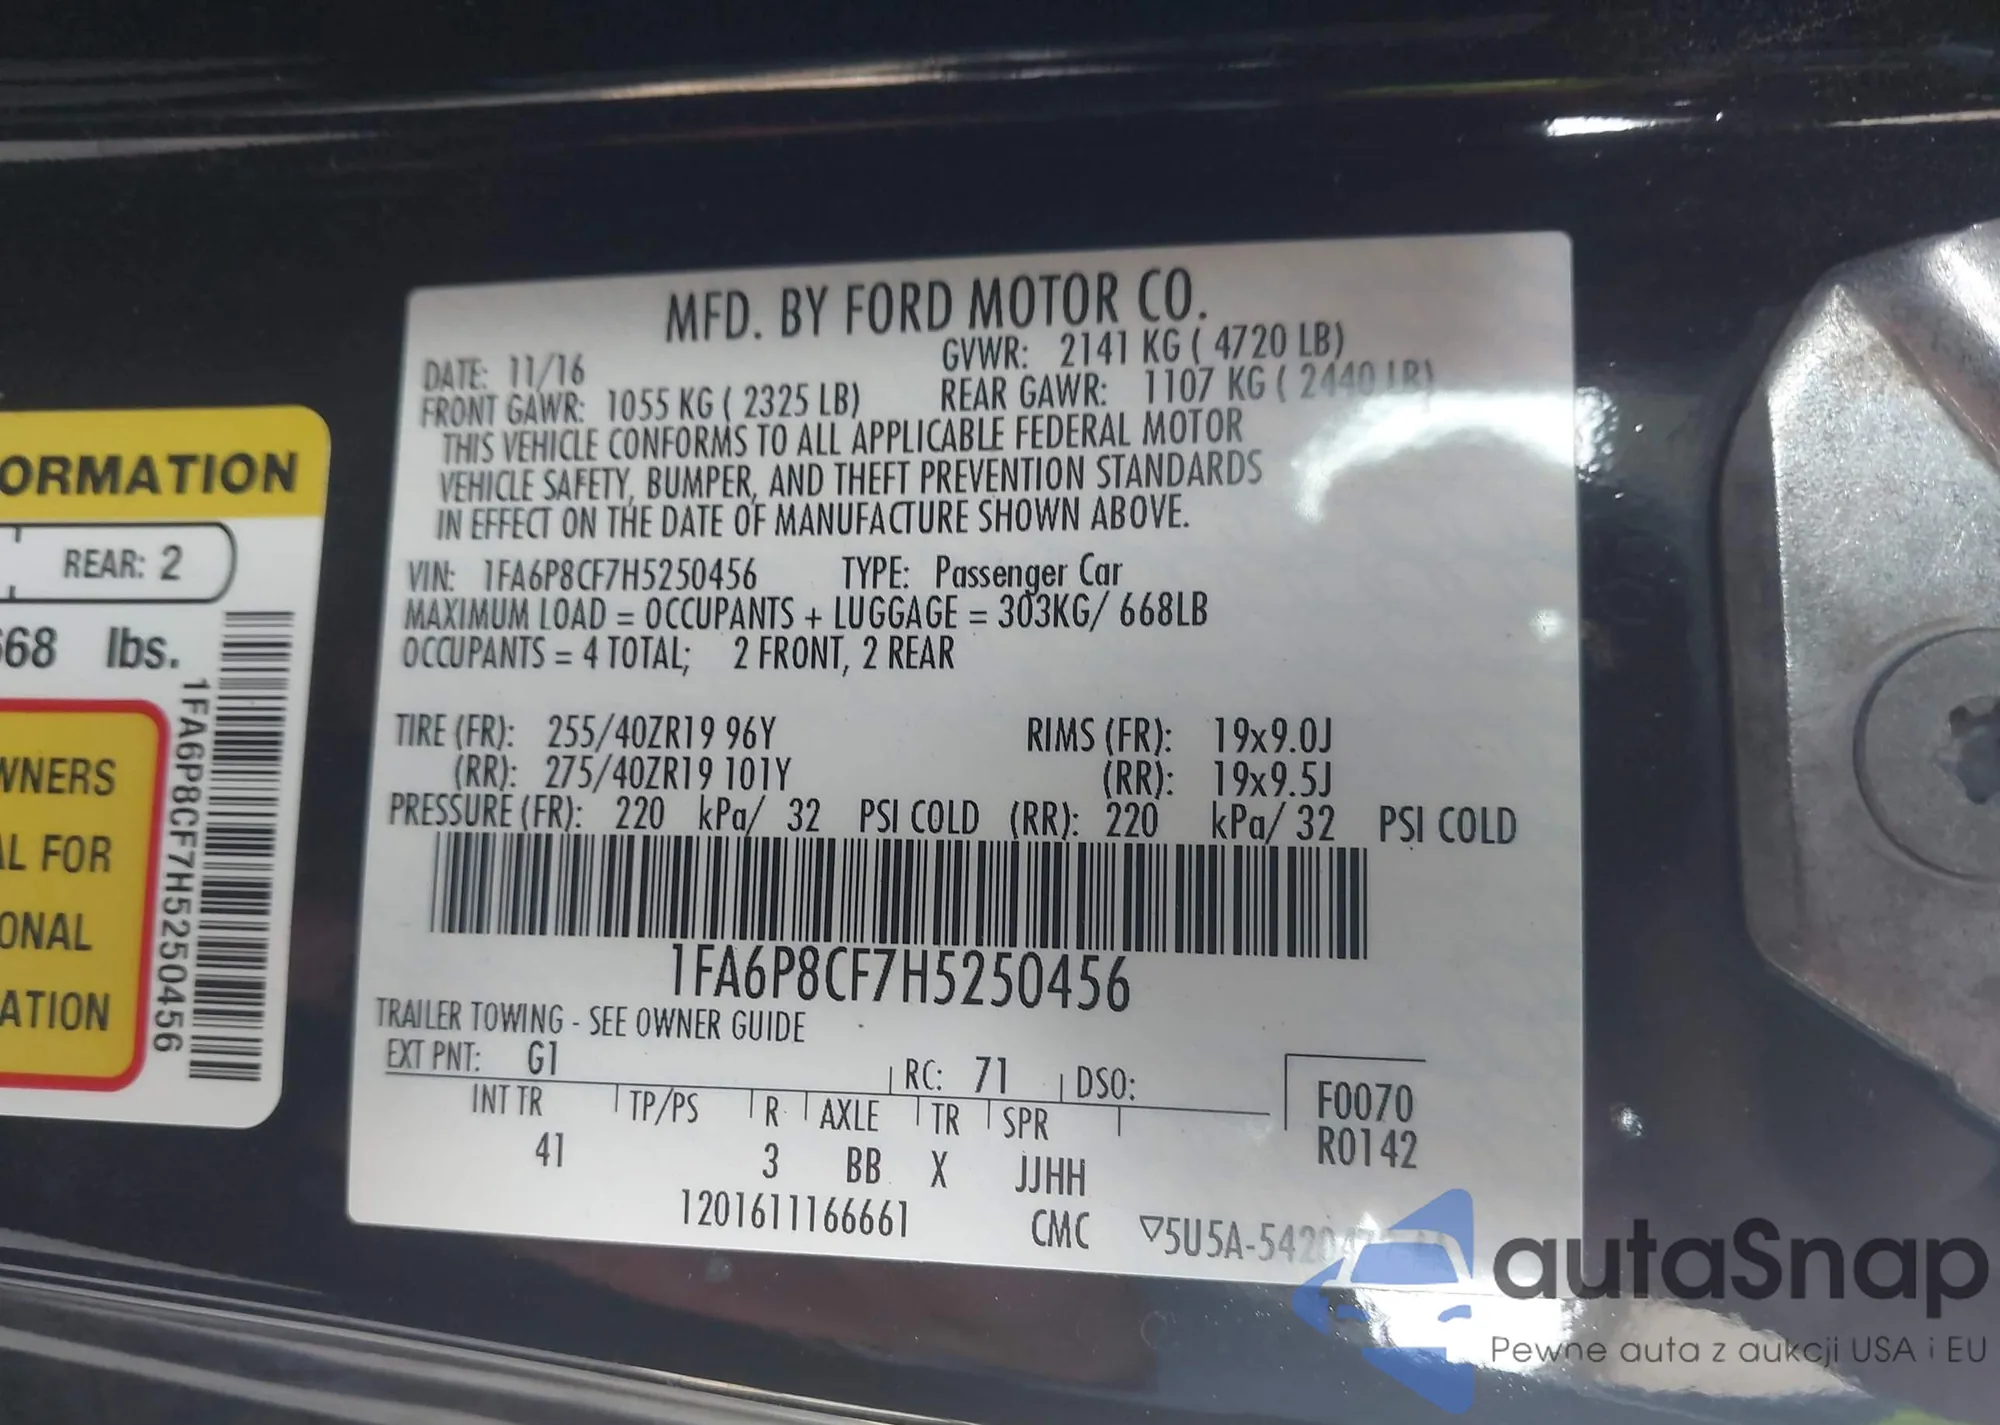 MFD. BY FORD MOTOR CO.
DATE: 11/16 GVWR: 2141 KG ( 4720 LB)
FRONT GAWR: 1055 KG ( 2325 LB) REAR GAWR: 1107 KG ( 2440 LB)
THIS VEHICLE CONFORMS TO ALL APPLICABLE FEDERAL MOTOR
VEHICLE SAFETY, BUMPER, AND THEFT PREVENTION STANDARDS
IN EFFECT ON THE DATE OF MANUFACTURE SHOWN ABOVE.
VIN: 1FA6P8CF7H5250456 TYPE: Passenger Car
MAXIMUM LOAD = OCCUPANTS + LUGGAGE = 303KG/ 668LB
OCCUPANTS = 4 TOTAL; 2 FRONT, 2 REAR
TIRE (FR): 255/40ZR19 96Y RIMS (FR): 19x9.0J
(RR): 275/40ZR19 101Y (RR): 19x9.5J
PRESSURE (FR): 220 kPa/ 32 PSI COLD (RR): 220 kPa/ 32 PSI COLD
1FA6P8CF7H5250456
TRAILER TOWING - SEE OWNER GUIDE
EXT PNT: G1 RC: 71 DSO:
INT TR TP/PS R AXLE TR SPR
41 3 BB X JJHH
F0070
R0142
1201611166661 CMC ▽5U5A-5420
ORMATION
REAR: 2
68 lbs.
WNERS
AL FOR
ONAL
ATION
1FA6P8CF7H5250456
autaSnap
Pewne auta z aukcji USA i EU